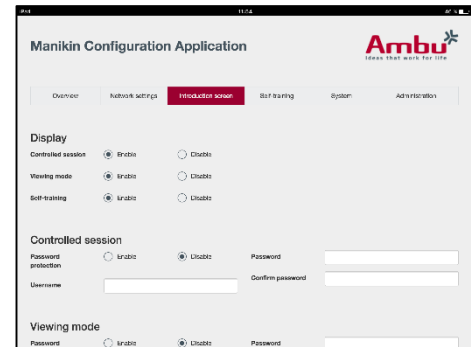 iPad 11:04
Manikin Configuration Application
Ambu
Ideas that work for life
Overview Network settings Introduction screen Self-training System Administration
Display
Controlled session Enable Disable
Viewing mode Enable Disable
Self-training Enable Disable
Controlled session
Password protection Enable Disable Password
Username Confirm password
Viewing mode
Password Enable Disable Password